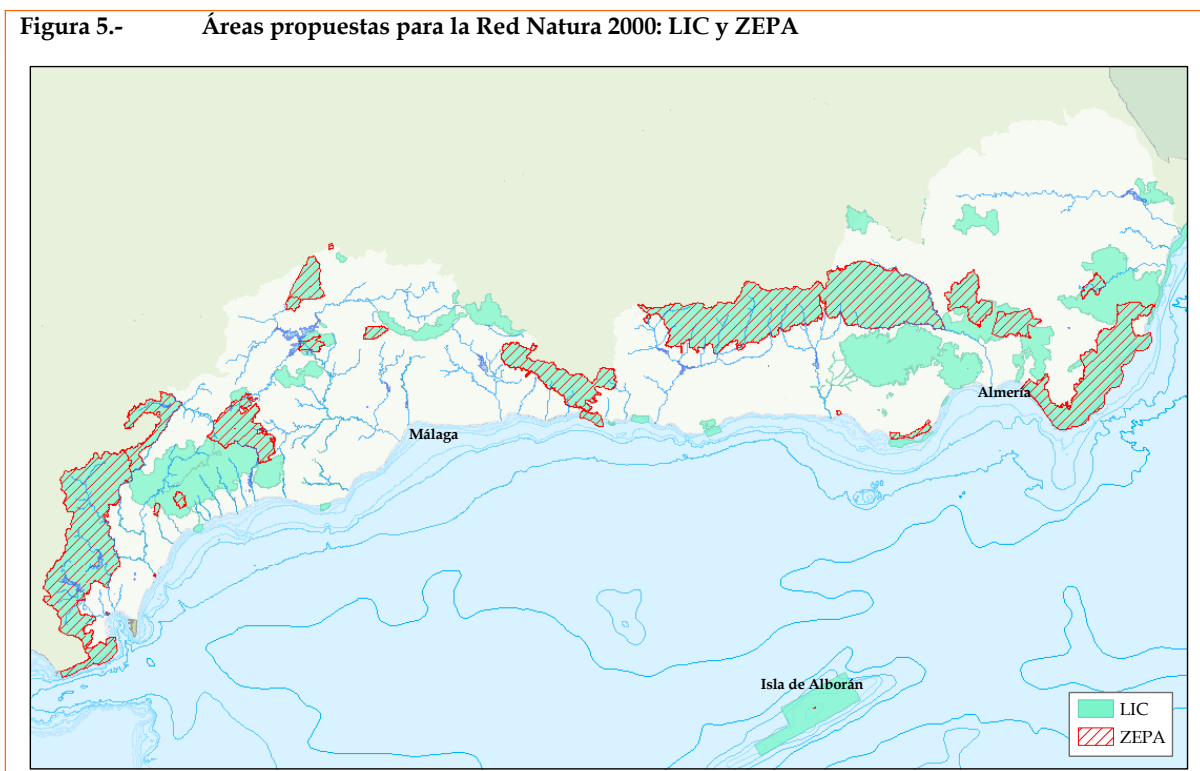 Figura 5.- Áreas propuestas para la Red Natura 2000: LIC y ZEPA
Málaga
Almería
Isla de Alborán
LIC
ZEPA